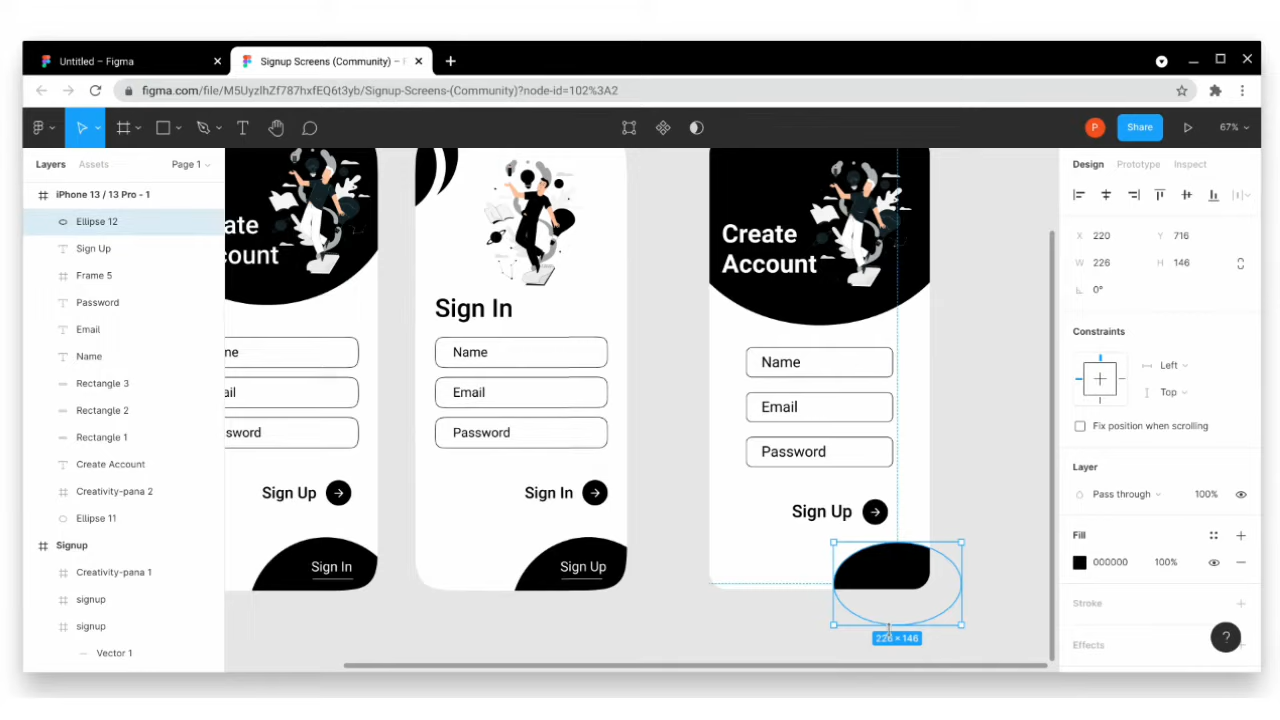 Untitled – Figma
Signup Screens (Community) – F
figma.com/file/M5UyzlhZf787hxfEQ6t3yb/Signup-Screens-(Community)?node-id=102%3A2
P
Share
67%
Layers
Assets
Page 1
iPhone 13 / 13 Pro - 1
Ellipse 12
Sign Up
Frame 5
Password
Email
Name
Rectangle 3
Rectangle 2
Rectangle 1
Create Account
Creativity-pana 2
Ellipse 11
Signup
Creativity-pana 1
signup
signup
Vector 1
ate
count
me
ail
sword
Sign Up
Sign In
Sign In
Name
Email
Password
Sign In
Sign Up
Create
Account
Name
Email
Password
Sign Up
226 × 146
Design
Prototype
Inspect
X 220 Y 716
W 226 H 146
0°
Constraints
Left
Top
Fix position when scrolling
Layer
Pass through 100%
Fill
000000 100%
Stroke
Effects
?